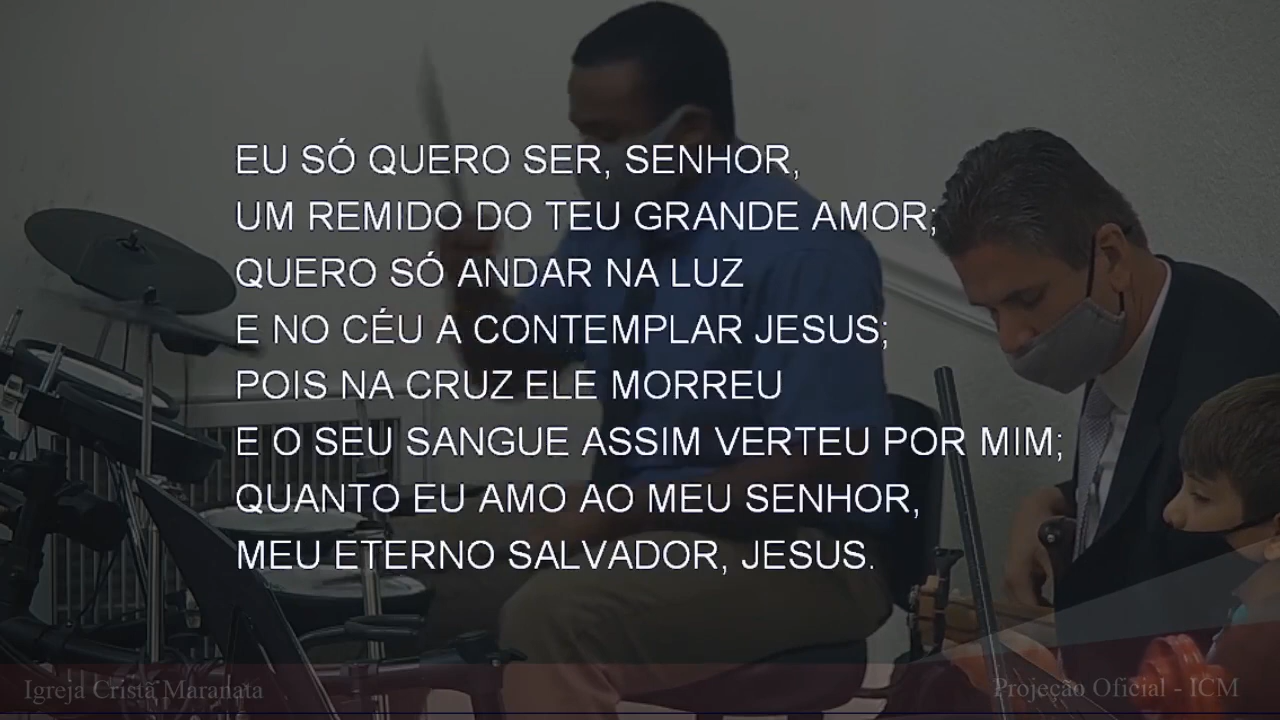 EU SÓ QUERO SER, SENHOR,
UM REMIDO DO TEU GRANDE AMOR;
QUERO SÓ ANDAR NA LUZ
E NO CÉU A CONTEMPLAR JESUS;
POIS NA CRUZ ELE MORREU
E O SEU SANGUE ASSIM VERTEU POR MIM;
QUANTO EU AMO AO MEU SENHOR,
MEU ETERNO SALVADOR, JESUS.
Igreja Cristã Maranata
Projeção Oficial - ICM